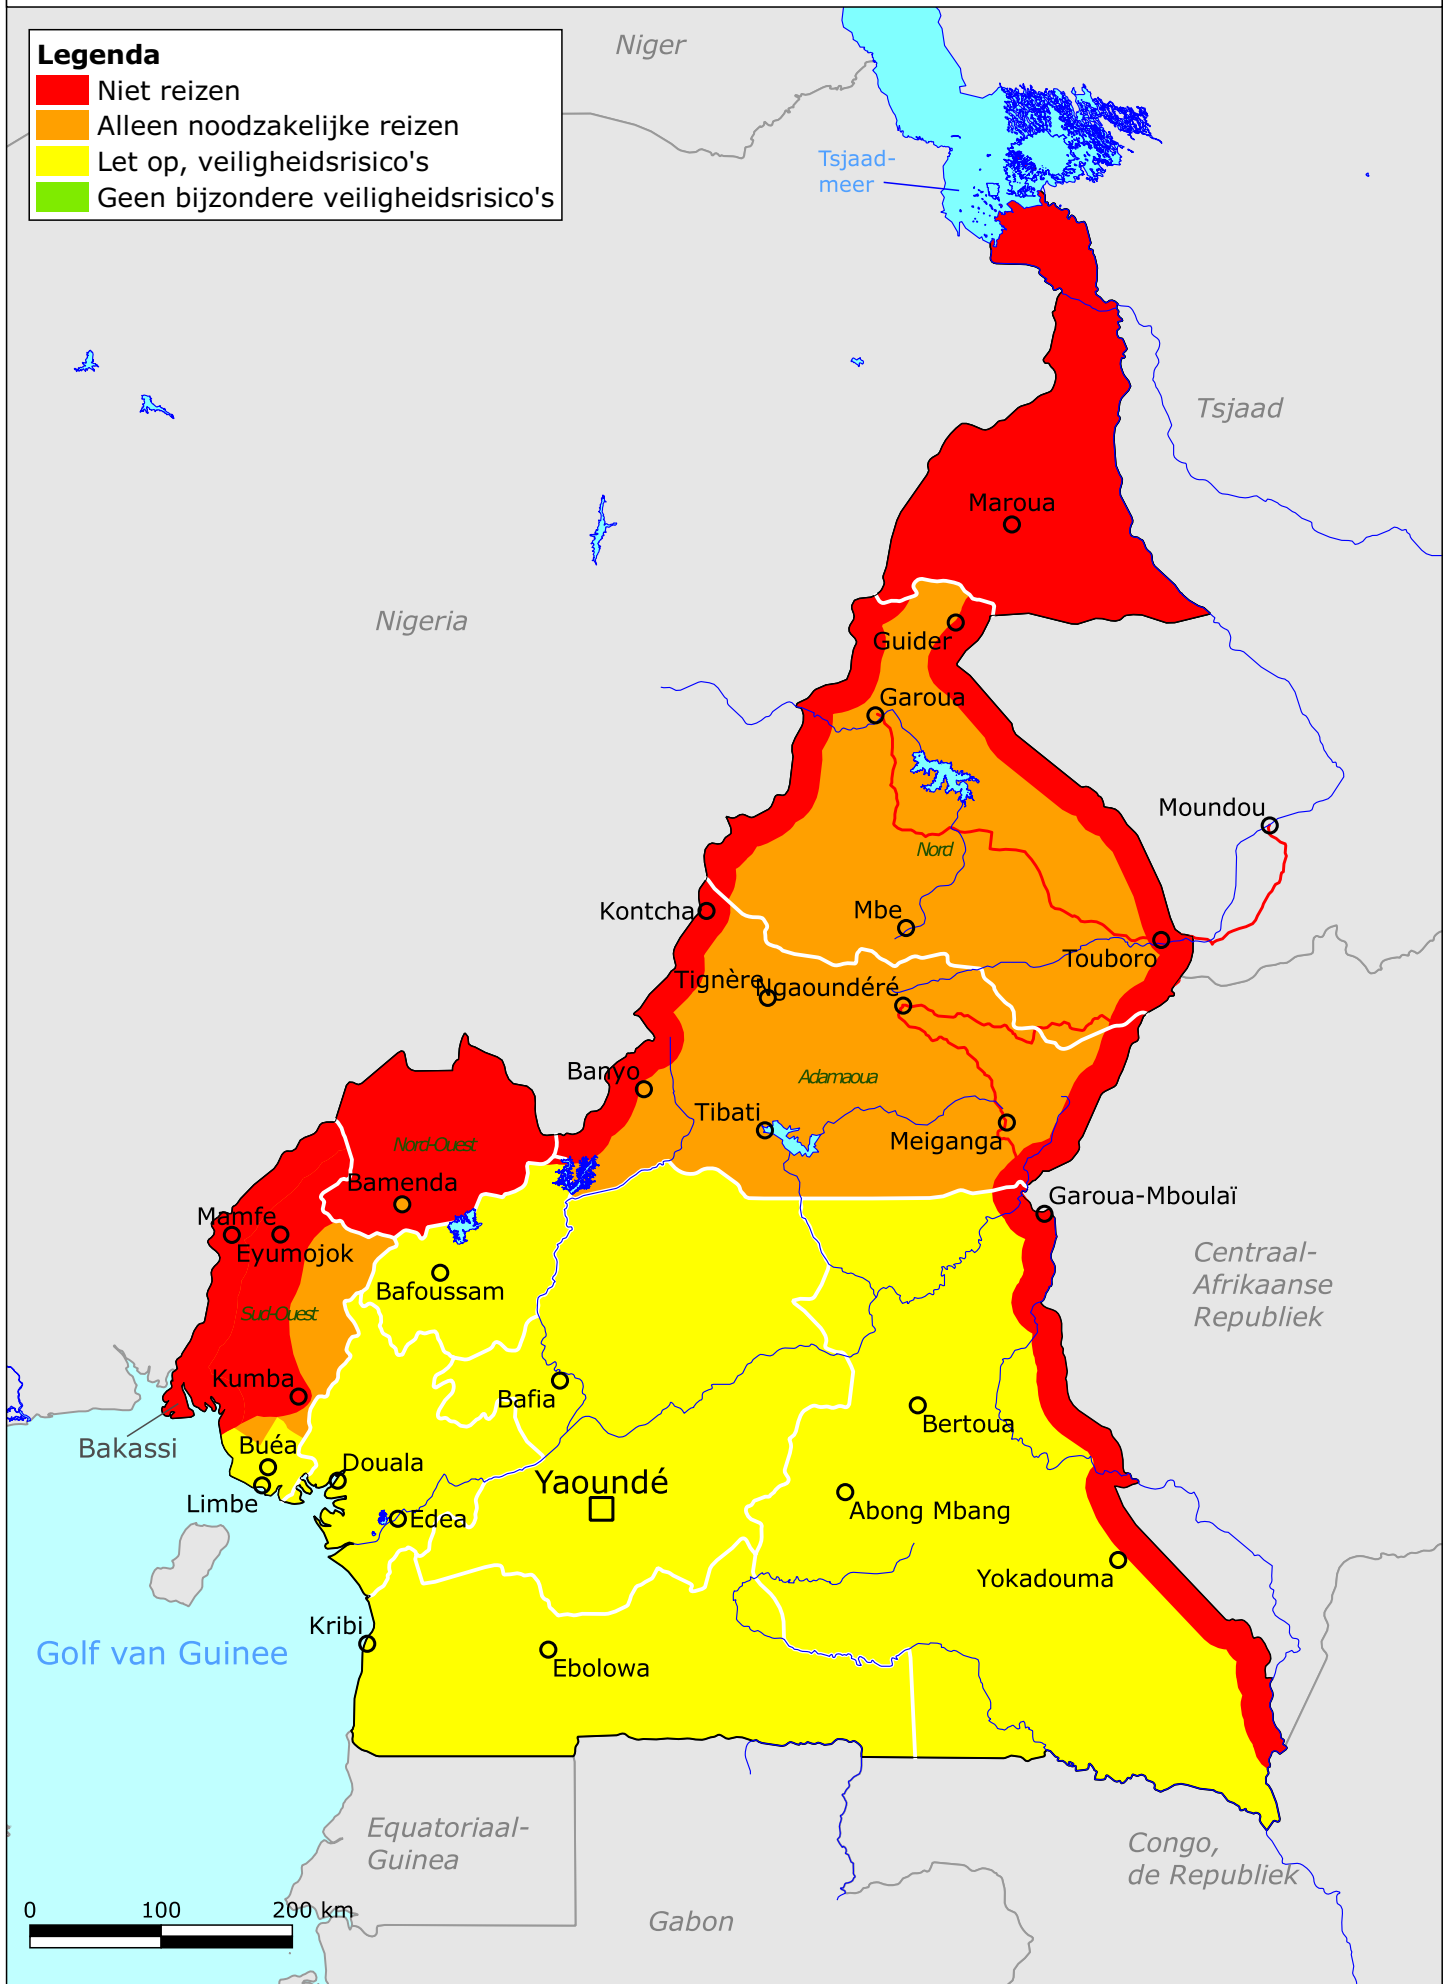 Legenda
Niet reizen
Alleen noodzakelijke reizen
Let op, veiligheidsrisico's
Geen bijzondere veiligheidsrisico's
Niger
Tsjaad-
meer
Tsjaad
Maroua
Nigeria
Guider
Garoua
Moundou
Nord
Kontcha
Mbe
Touboro
Tignère
Ngaoundéré
Banyo
Adamaoua
Tibati
Meiganga
Nord-Ouest
Bamenda
Garoua-Mboulaï
Mamfe
Eyumojok
Centraal-
Afrikaanse
Republiek
Bafoussam
Sud-Ouest
Kumba
Bafia
Bertoua
Bakassi
Buéa
Douala
Yaoundé
Limbe
Edea
Abong Mbang
Yokadouma
Kribi
Golf van Guinee
Ebolowa
Equatoriaal-
Guinea
Congo,
de Republiek
Gabon
0 100 200 km